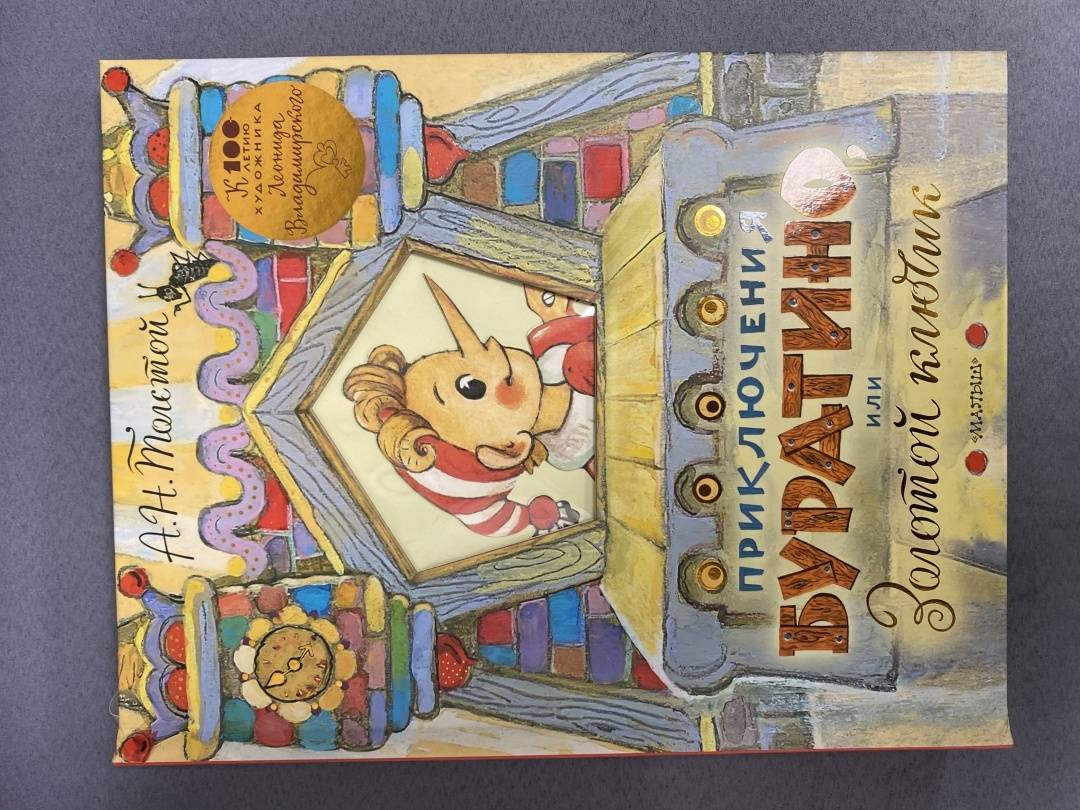 А.Н. Толстой
К 100-
ЛЕТИЮ
ХУДОЖНИКА
Леонида
Владимирского
ПРИКЛЮЧЕНИЯ
БУРАТИНО,
ИЛИ
Золотой ключик
«МАЛЫШ»